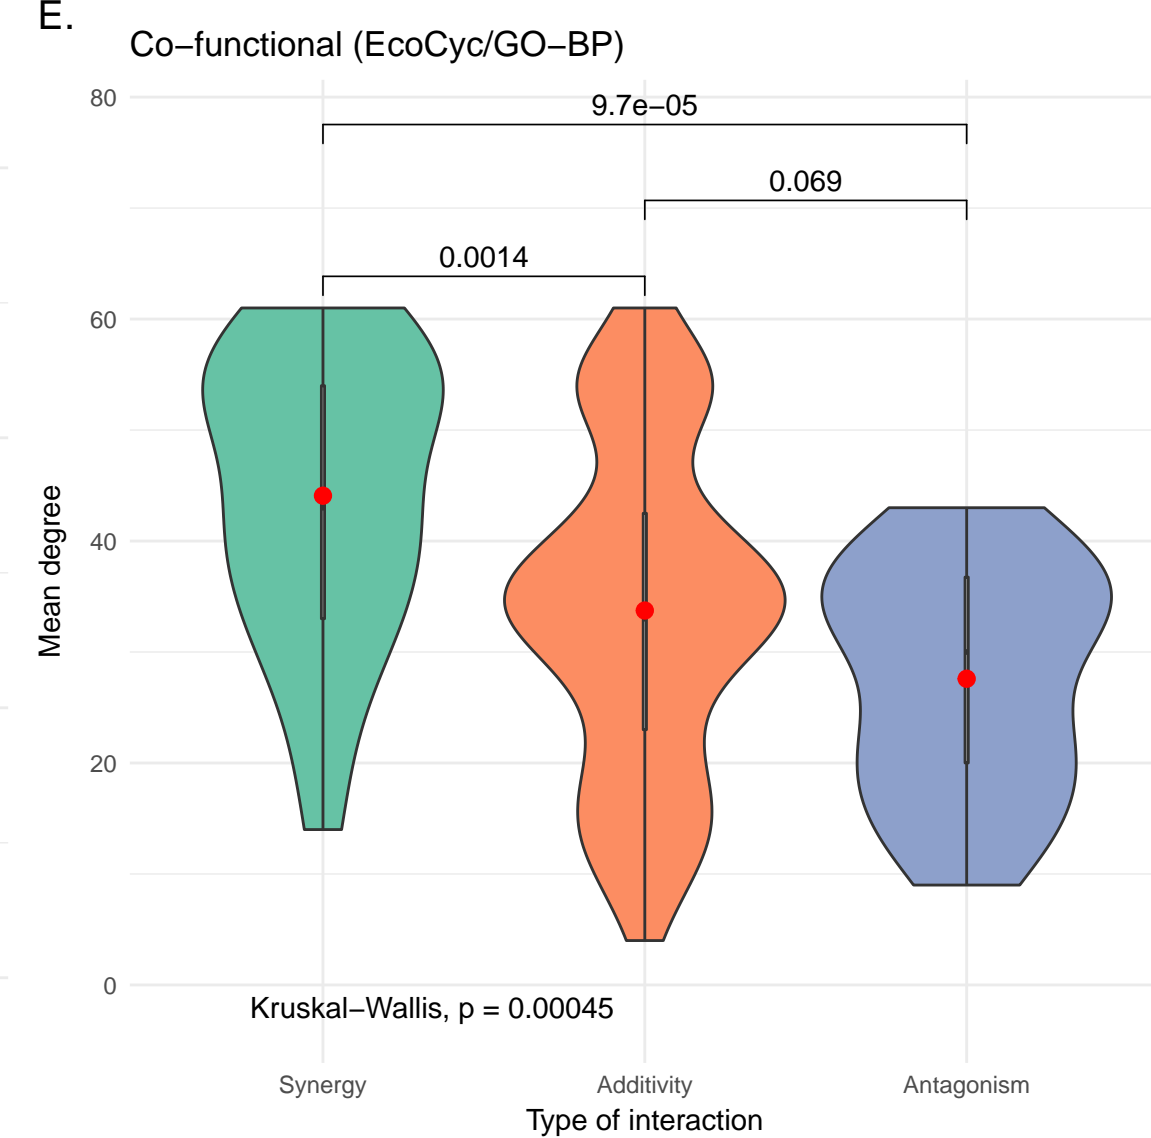 E.
Co−functional (EcoCyc/GO−BP)
80
9.7e−05
0.069
0.0014
60
40
20
0
Mean degree
Kruskal−Wallis, p = 0.00045
Synergy
Additivity
Antagonism
Type of interaction